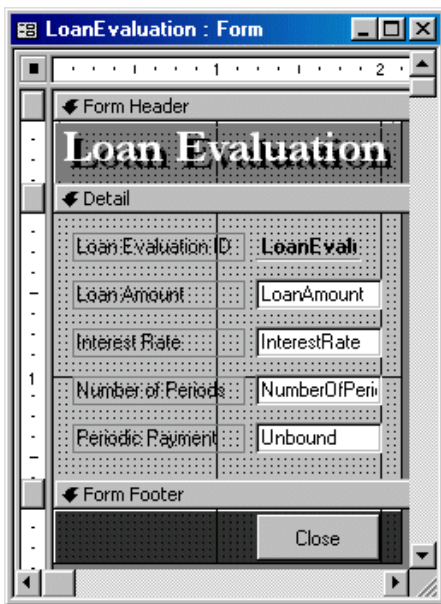 LoanEvaluation : Form
1 2
Form Header
Loan Evaluation
Detail
Loan Evaluation ID LoanEvalı
Loan Amount LoanAmount
Interest Rate InterestRate
1
Number of Periods NumberOfPeri
Periodic Payment Unbound
Form Footer
Close